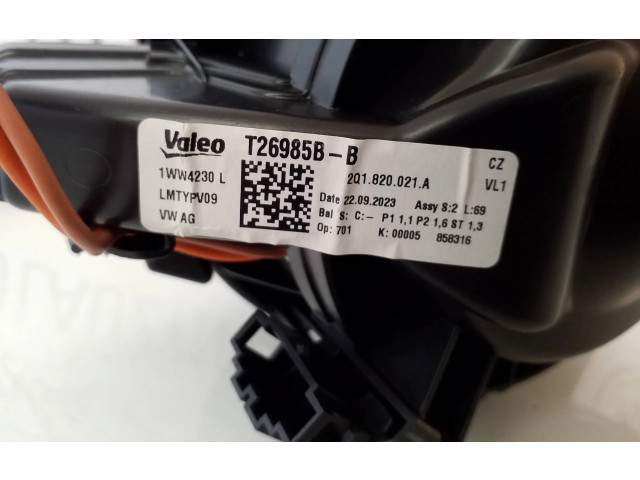 Valeo T26985B-B CZ
1WW4230 L 2Q1.820.021.A VL1
LMTYPV09 Date 22.09.2023 Assy S:2 L:69
VW AG Bal S: C:- P1 1,1 P2 1,6 ST 1,3
Op: 701 K: 00005 858316